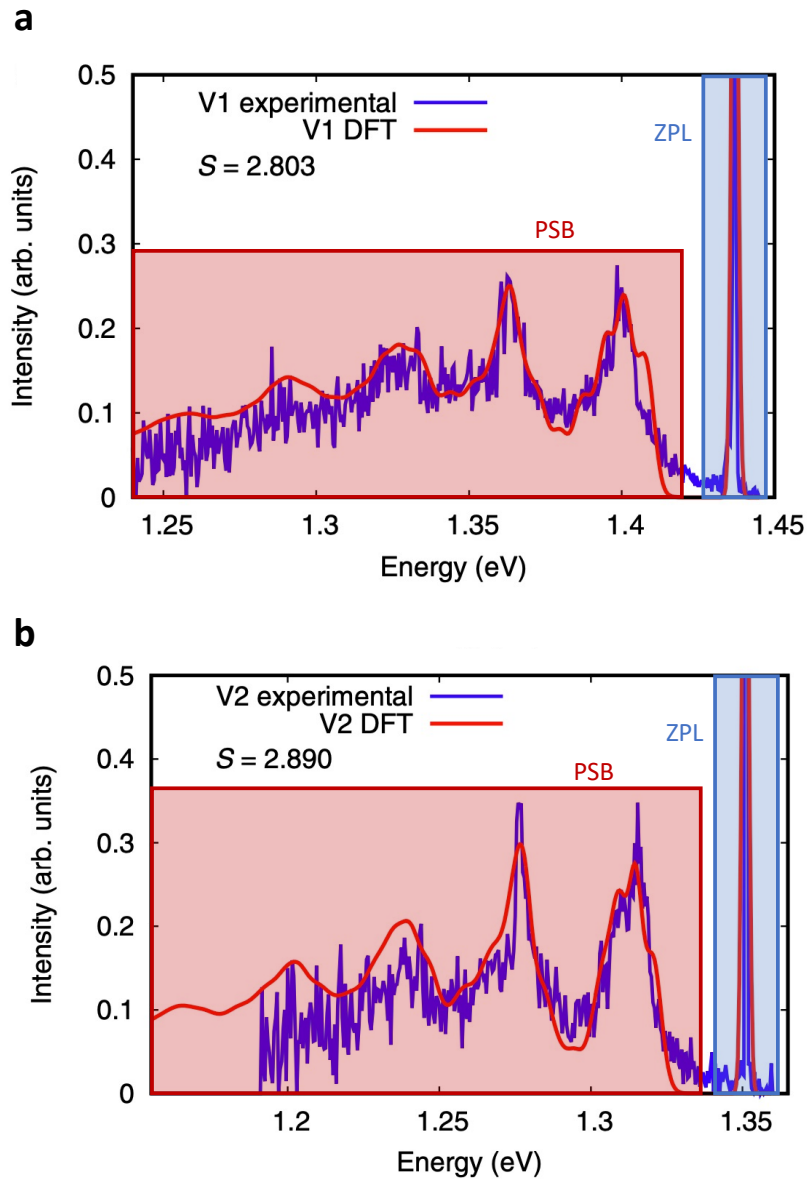 a
0.5
V1 experimental
V1 DFT
ZPL
0.4
S = 2.803
0.3
PSB
0.2
0.1
0
Intensity (arb. units)
1.25
1.3
1.35
1.4
1.45
Energy (eV)
b
0.5
V2 experimental
V2 DFT
ZPL
S = 2.890
PSB
0.4
0.3
0.2
0.1
0
Intensity (arb. units)
1.2
1.25
1.3
1.35
Energy (eV)